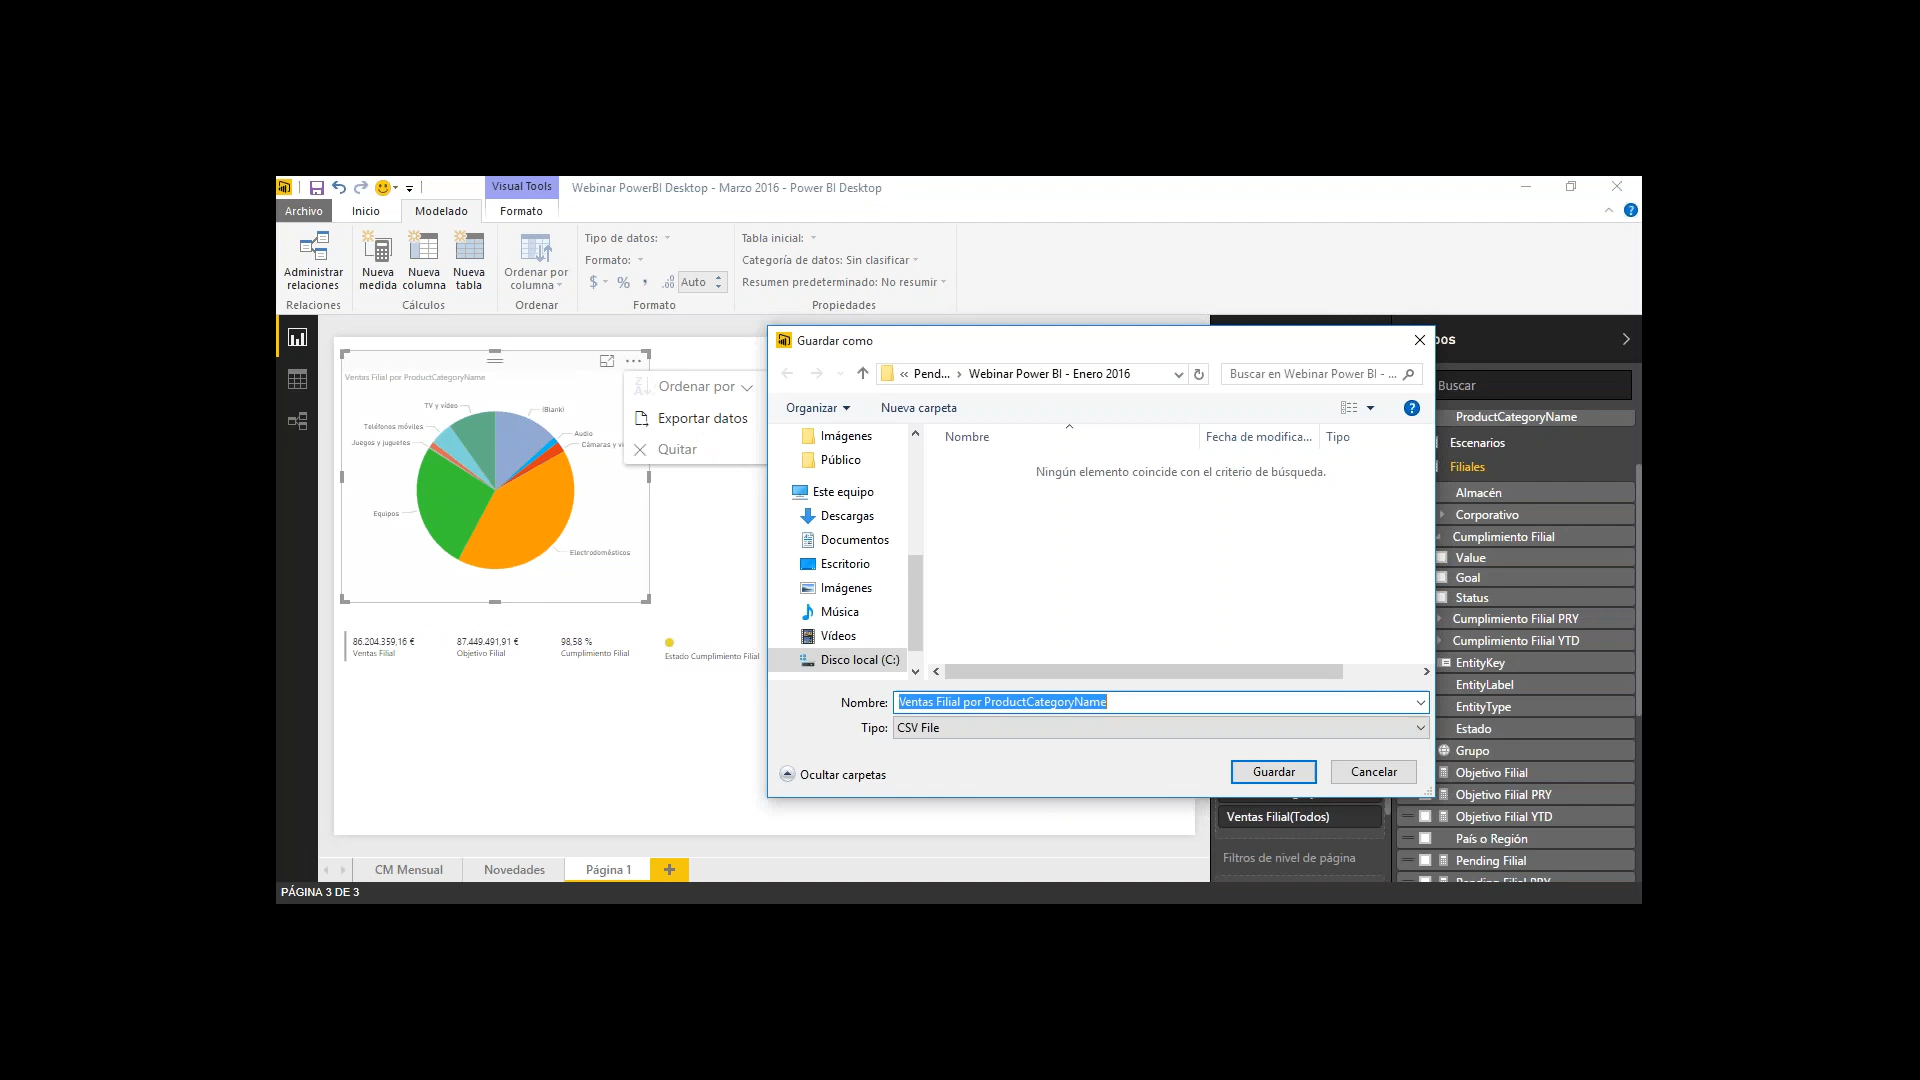 Visual Tools
Webinar PowerBI Desktop - Marzo 2016 - Power BI Desktop
Archivo
Inicio
Modelado
Formato
Administrar relaciones
Nueva medida
Nueva columna
Nueva tabla
Ordenar por columna
Tipo de datos:
Formato:
$ % , .00 Auto
Tabla inicial:
Categoría de datos: Sin clasificar
Resumen predeterminado: No resumir
Relaciones
Cálculos
Ordenar
Formato
Propiedades
Ventas Filial por ProductCategoryName
TV y vídeo
(Blank)
Teléfonos móviles
Audio
Juegos y juguetes
Cámaras y vi
Equipos
Electrodomésticos
Ordenar por
Exportar datos
Quitar
86.204.359,16 €
Ventas Filial
87.449.491,91 €
Objetivo Filial
98,58 %
Cumplimiento Filial
Estado Cumplimiento Filial
Guardar como
« Pend... › Webinar Power BI - Enero 2016
Buscar en Webinar Power BI - ...
Organizar
Nueva carpeta
Imágenes
Público
Este equipo
Descargas
Documentos
Escritorio
Imágenes
Música
Vídeos
Disco local (C:)
Nombre
Fecha de modifica...
Tipo
Ningún elemento coincide con el criterio de búsqueda.
Nombre: Ventas Filial por ProductCategoryName
Tipo: CSV File
Ocultar carpetas
Guardar
Cancelar
Buscar
ProductCategoryName
Escenarios
Filiales
Almacén
Corporativo
Cumplimiento Filial
Value
Goal
Status
Cumplimiento Filial PRY
Cumplimiento Filial YTD
EntityKey
EntityLabel
EntityType
Estado
Grupo
Objetivo Filial
Objetivo Filial PRY
Objetivo Filial YTD
País o Región
Pending Filial
Pending Filial PRY
Ventas Filial(Todos)
Filtros de nivel de página
CM Mensual
Novedades
Página 1
PÁGINA 3 DE 3